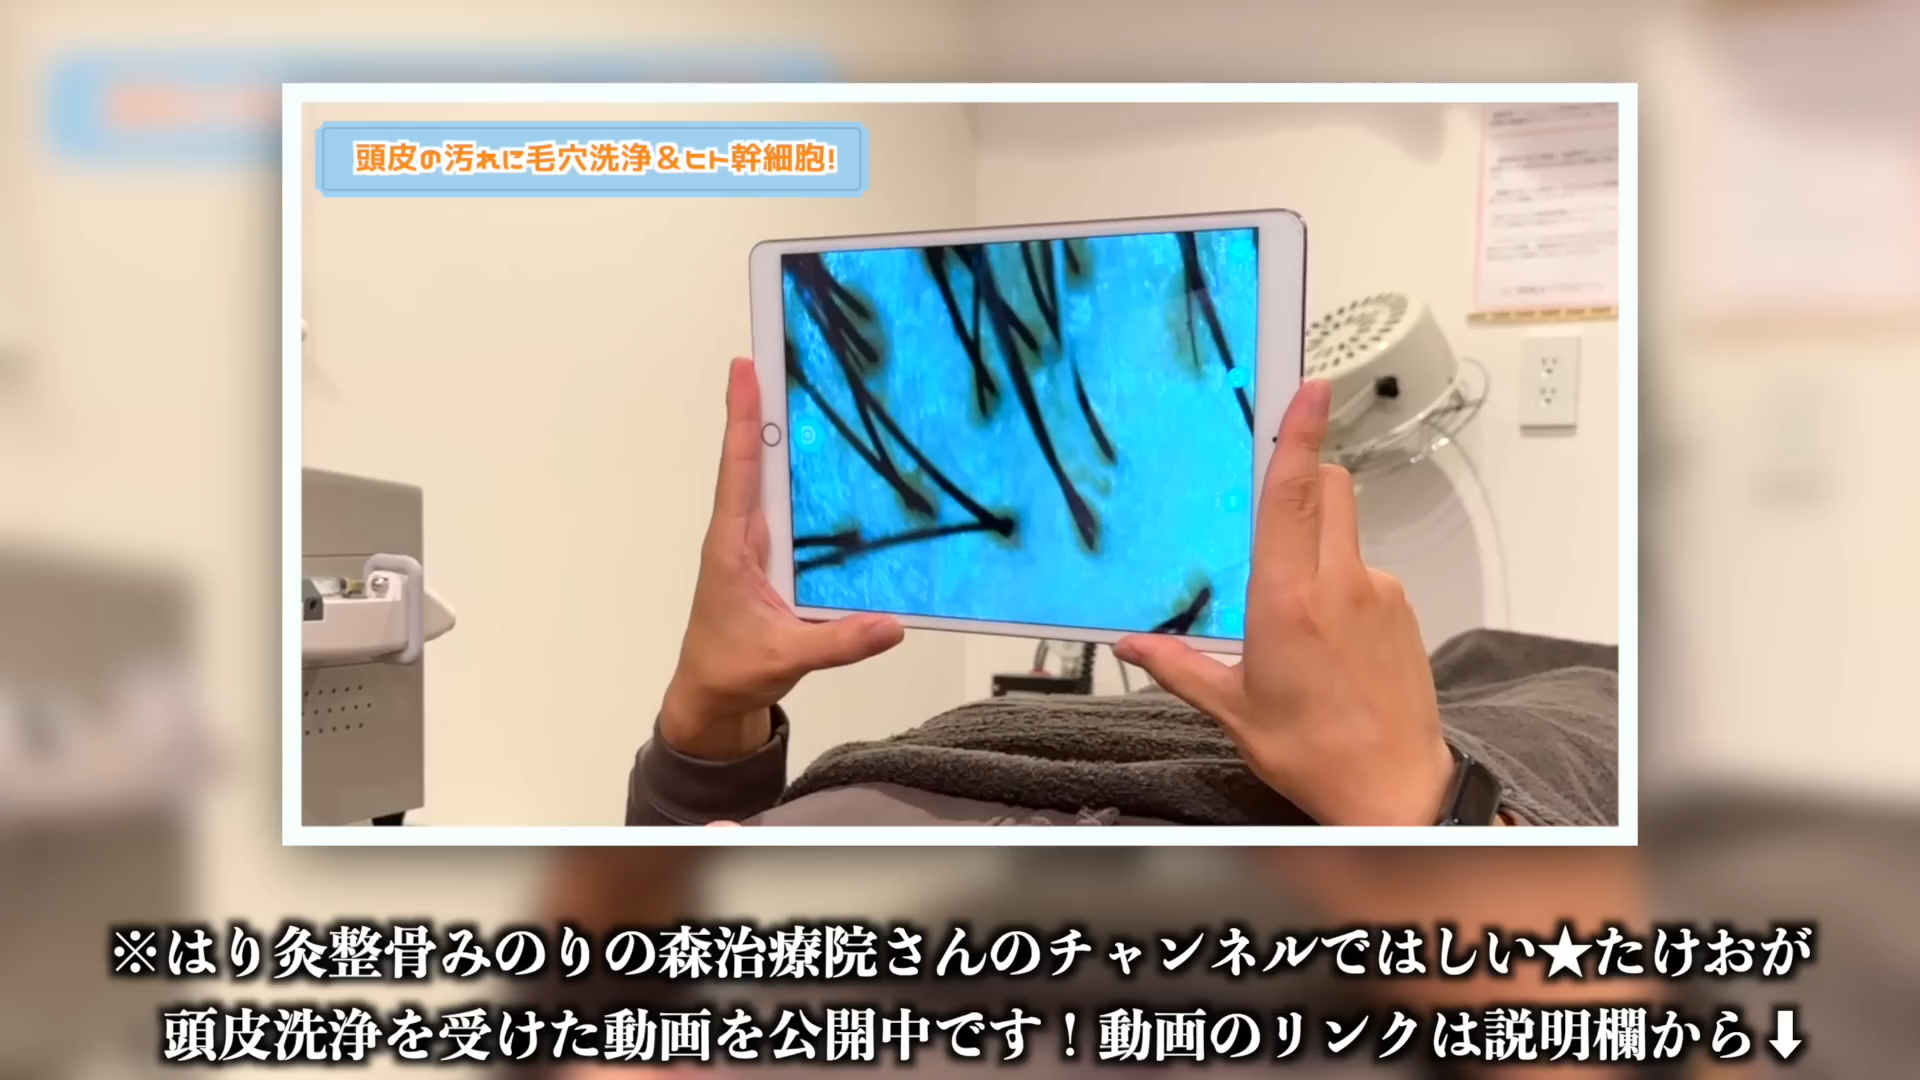 頭皮の汚れに毛穴洗浄&ヒト幹細胞!
※はり灸整骨みのりの森治療院さんのチャンネルではしい★たけおが
頭皮洗浄を受けた動画を公開中です！動画のリンクは説明欄から⬇